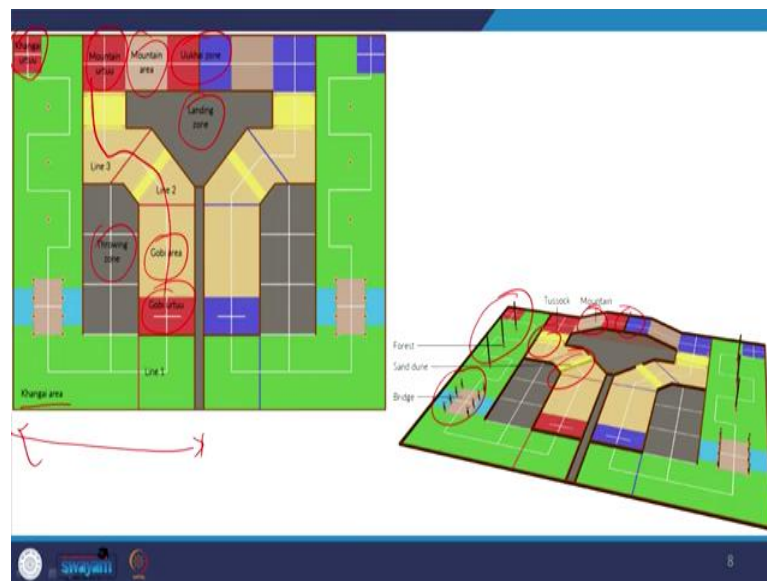 Khangai
urtuu
Mountain
urtuu
Mountain
area
Uukhai zone
Landing
zone
Line 3
Line 2
Throwing
zone
Gobi area
Gobi urtuu
Line 1
Khangai area
Tussock
Mountain
Forest
Sand dune
Bridge
swayam
8